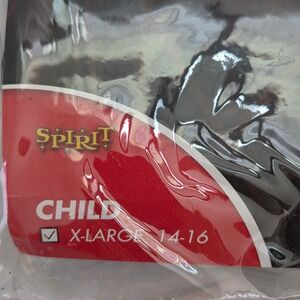 SPIRIT
CHILD
X-LARGE 14-16